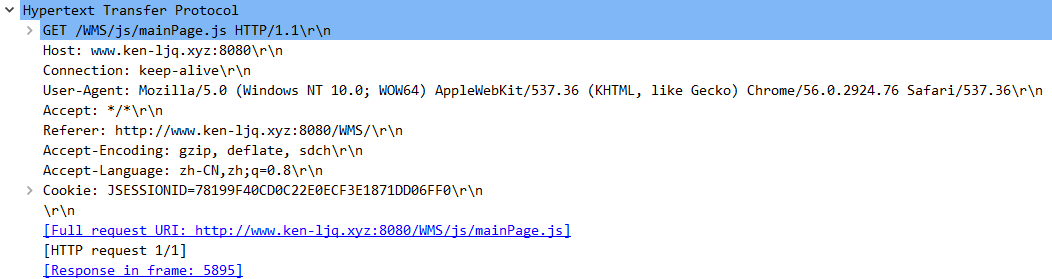 Hypertext Transfer Protocol
GET /WMS/js/mainPage.js HTTP/1.1\r\n
Host: www.ken-ljq.xyz:8080\r\n
Connection: keep-alive\r\n
User-Agent: Mozilla/5.0 (Windows NT 10.0; WOW64) AppleWebKit/537.36 (KHTML, like Gecko) Chrome/56.0.2924.76 Safari/537.36\r\n
Accept: */*\r\n
Referer: http://www.ken-ljq.xyz:8080/WMS/\r\n
Accept-Encoding: gzip, deflate, sdch\r\n
Accept-Language: zh-CN,zh;q=0.8\r\n
Cookie: JSESSIONID=78199F40CD0C22E0ECF3E1871DD06FF0\r\n
\r\n
[Full request URI: http://www.ken-ljq.xyz:8080/WMS/js/mainPage.js]
[HTTP request 1/1]
[Response in frame: 5895]